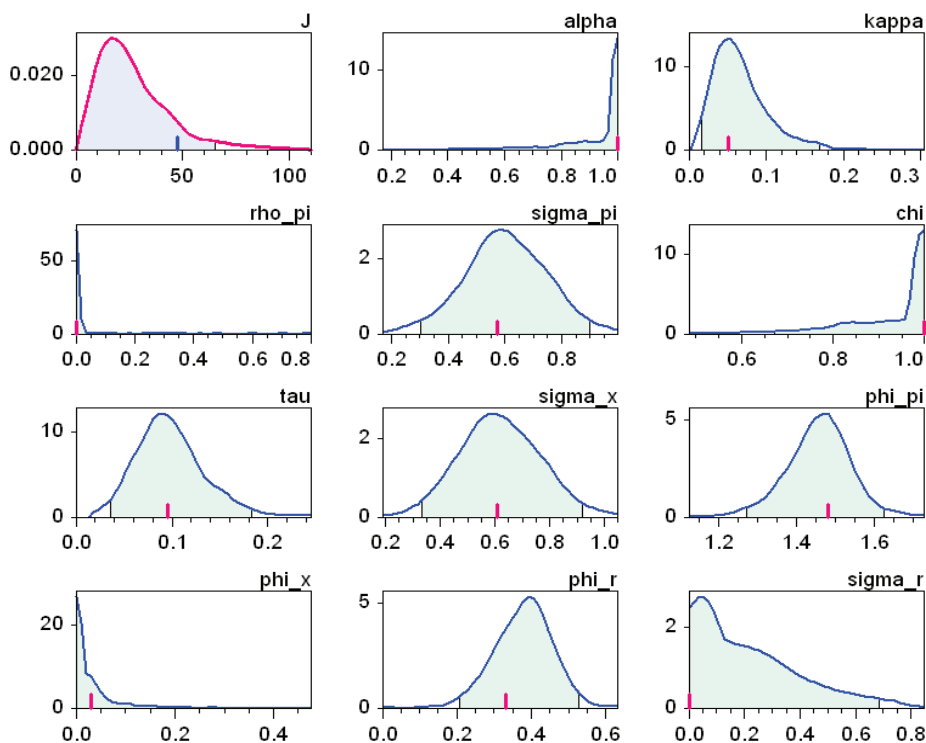 J alpha kappa
0.020 10 10
0.000 0 0
0 50 100 0.2 0.4 0.6 0.8 1.0 0.0 0.1 0.2 0.3
rho_pi sigma_pi chi
50 2 10
0 0 0
0.0 0.2 0.4 0.6 0.8 0.2 0.4 0.6 0.8 0.6 0.8 1.0
tau sigma_x phi_pi
10 2 5
0 0 0
0.0 0.1 0.2 0.2 0.4 0.6 0.8 1.0 1.2 1.4 1.6
phi_x phi_r sigma_r
20 5 2
0 0 0
0.0 0.2 0.4 0.0 0.2 0.4 0.6 0.0 0.2 0.4 0.6 0.8